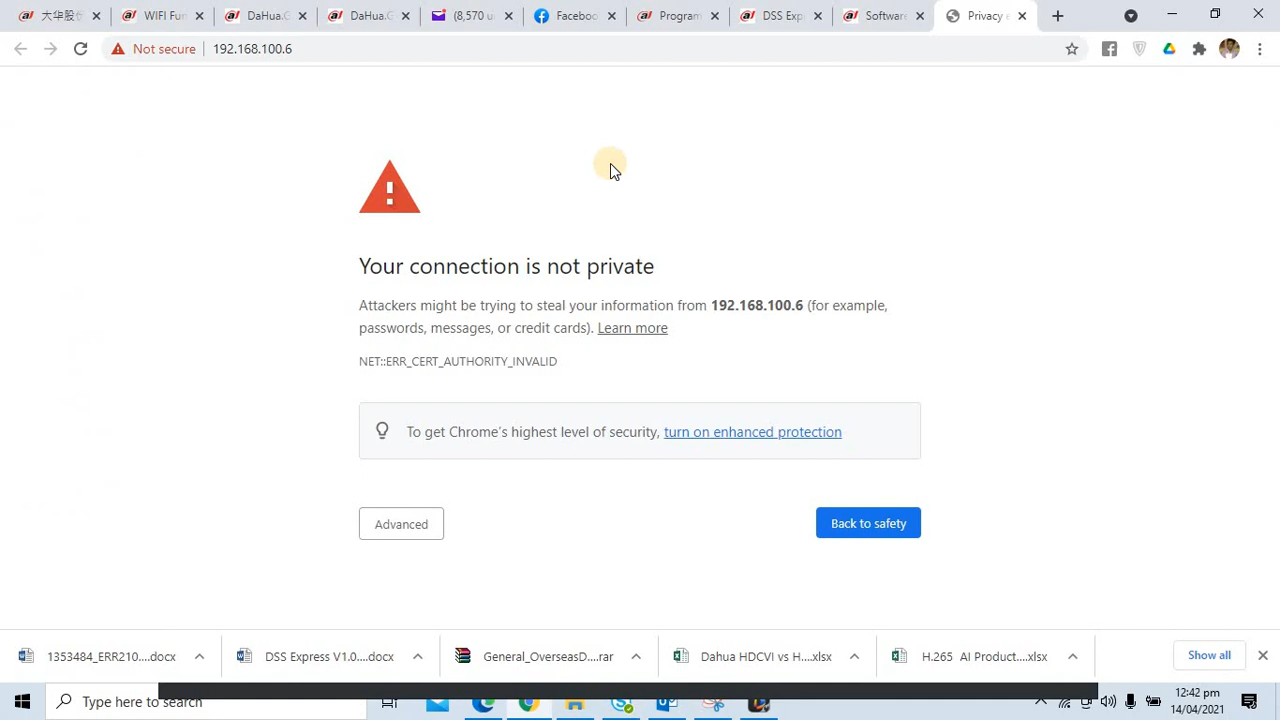 大华股份
WIFI Fun
DaHua.C
DaHua.C
(8,570 u
Faceboo
Program
DSS Exp
Software
Privacy e
Not secure
192.168.100.6
Your connection is not private
Attackers might be trying to steal your information from 192.168.100.6 (for example,
passwords, messages, or credit cards). Learn more
NET::ERR_CERT_AUTHORITY_INVALID
To get Chrome's highest level of security, turn on enhanced protection
Advanced
Back to safety
1353484_ERR210....docx
DSS Express V1.0....docx
General_OverseasD....rar
Dahua HDCVI vs H....xlsx
H.265 AI Product....xlsx
Show all
Type here to search
12:42 pm
14/04/2021